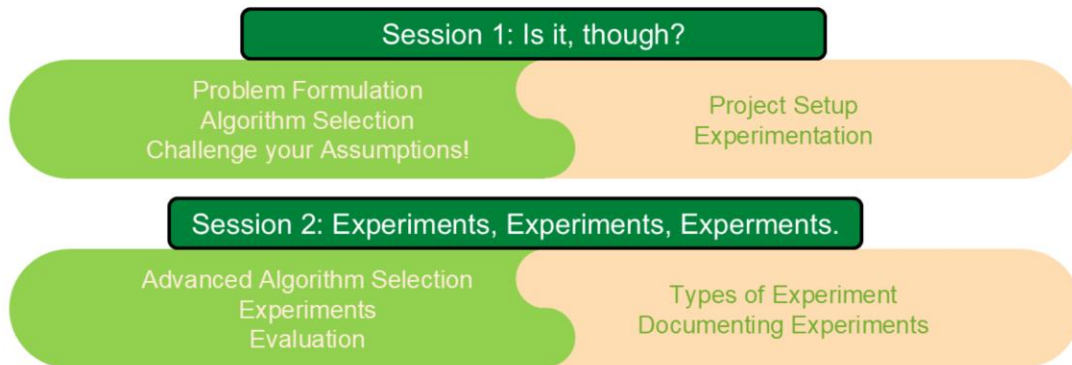 Session 1: Is it, though?
Problem Formulation
Algorithm Selection
Challenge your Assumptions!
Project Setup
Experimentation
Session 2: Experiments, Experiments, Experments.
Advanced Algorithm Selection
Experiments
Evaluation
Types of Experiment
Documenting Experiments